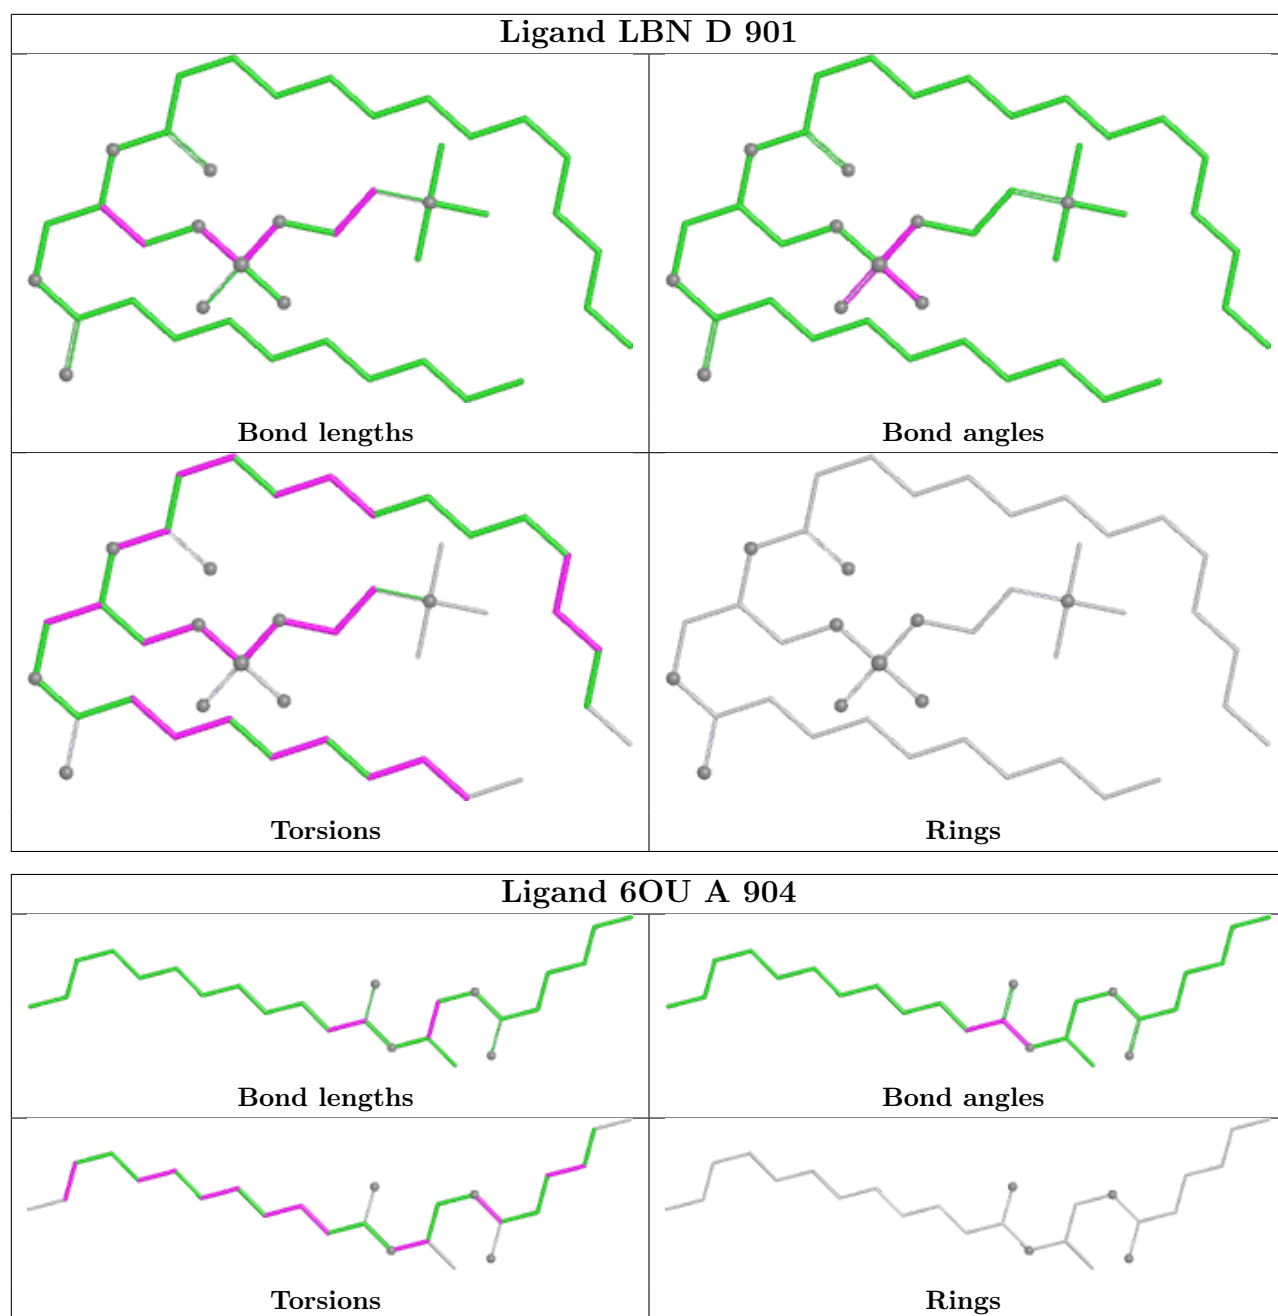 Ligand LBN D 901
Bond lengths
Bond angles
Torsions
Rings
Ligand 6OU A 904
Bond lengths
Bond angles
Torsions
Rings